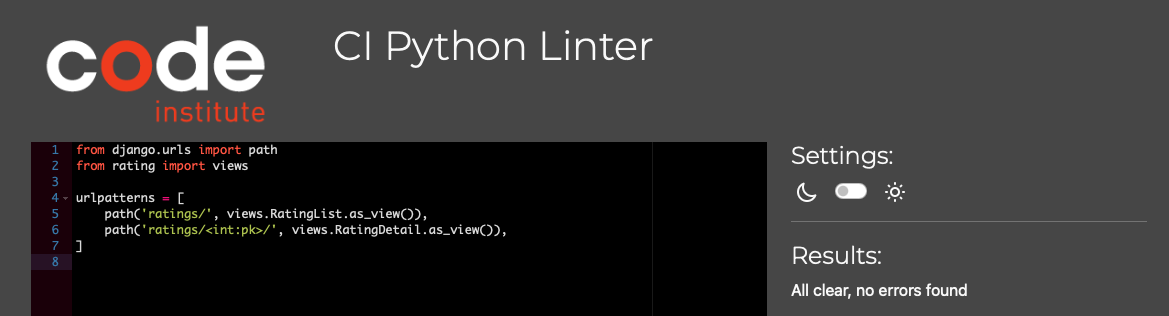 code
institute
CI Python Linter
1 from django.urls import path
2 from rating import views
3
4 urlpatterns = [
5     path('ratings/', views.RatingList.as_view()),
6     path('ratings/<int:pk>/', views.RatingDetail.as_view()),
7 ]
8
Settings:
Results:
All clear, no errors found